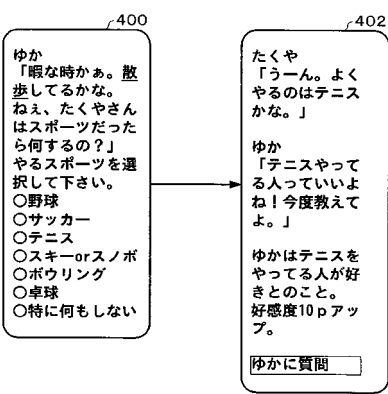 400
ゆか
「暇な時かぁ。散
歩してるかな。
ねぇ、たくやさん
はスポーツだった
ら何するの？」
やるスポーツを選
択して下さい。
○野球
○サッカー
○テニス
○スキーorスノボ
○ボウリング
○卓球
○特に何もしない
402
たくや
「うーん。よく
やるのはテニス
かな。」
ゆか
「テニスやって
る人っていいよ
ね！今度教えて
よ。」
ゆかはテニスを
やってる人が好
きとのこと。
好感度10pアッ
プ。
ゆかに質問